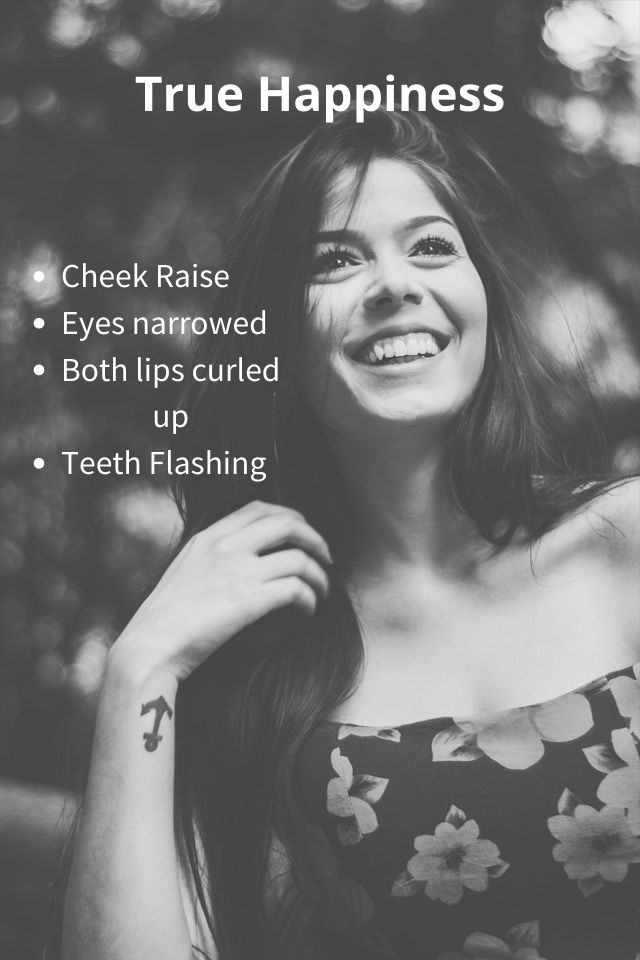 True Happiness
• Cheek Raise
• Eyes narrowed
• Both lips curled
up
• Teeth Flashing